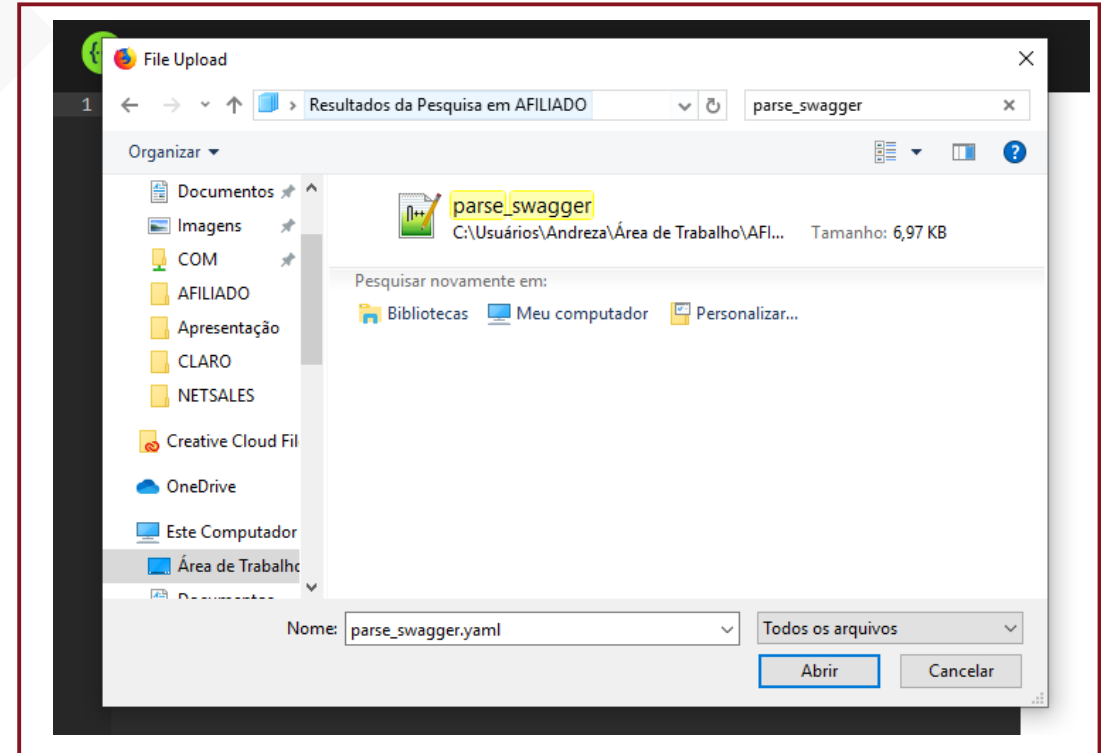 {·
File Upload
1
Resultados da Pesquisa em AFILIADO
parse_swagger
Organizar
Documentos
Imagens
COM
AFILIADO
Apresentação
CLARO
NETSALES
Creative Cloud Fil
OneDrive
Este Computador
Área de Trabalho
parse_swagger
C:\Usuários\Andreza\Área de Trabalho\AFI... Tamanho: 6,97 KB
Pesquisar novamente em:
Bibliotecas Meu computador Personalizar...
Nome: parse_swagger.yaml Todos os arquivos
Abrir Cancelar